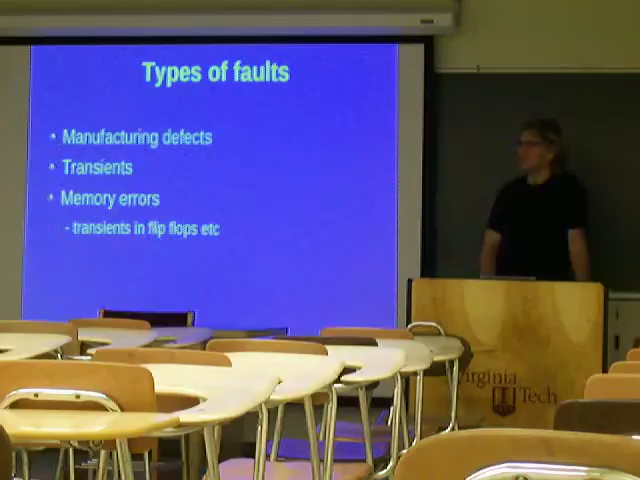 Types of faults
• Manufacturing defects
• Transients
• Memory errors
- transients in flip flops etc
Virginia
Tech